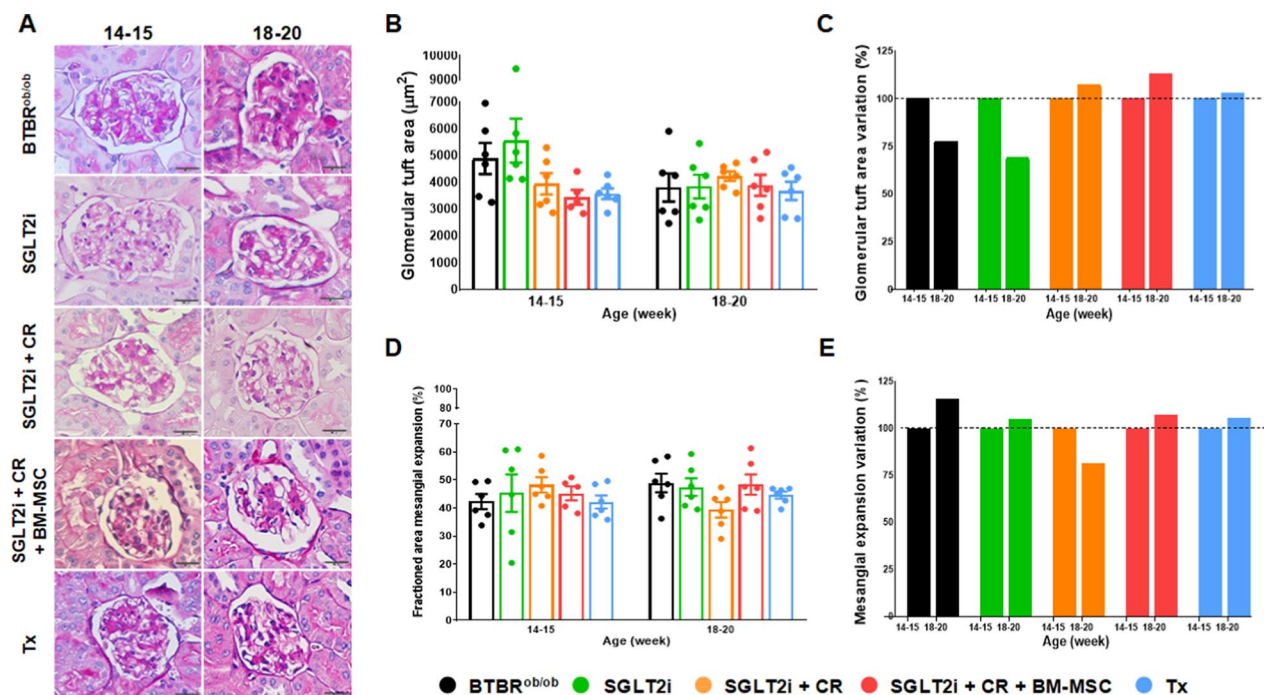 A
14-15
18-20
BTBRob/ob
SGLT2i
SGLT2i + CR
SGLT2i + CR
+ BM-MSC
Tx
B
Glomerular tuft area (μm²)
10000
9000
8000
7000
6000
5000
4000
3000
2000
1000
0
14-15
18-20
Age (week)
C
Glomerular tuft area variation (%)
125
100
75
50
25
0
14-15 18-20 14-15 18-20 14-15 18-20 14-15 18-20 14-15 18-20
Age (week)
D
Fractioned area mesangial expansion (%)
100
80
70
60
50
40
30
20
10
0
14-15
18-20
Age (week)
E
Mesangial expansion variation (%)
125
100
75
50
25
0
14-15 18-20 14-15 18-20 14-15 18-20 14-15 18-20 14-15 18-20
Age (week)
BTBRob/ob SGLT2i SGLT2i + CR SGLT2i + CR + BM-MSC Tx